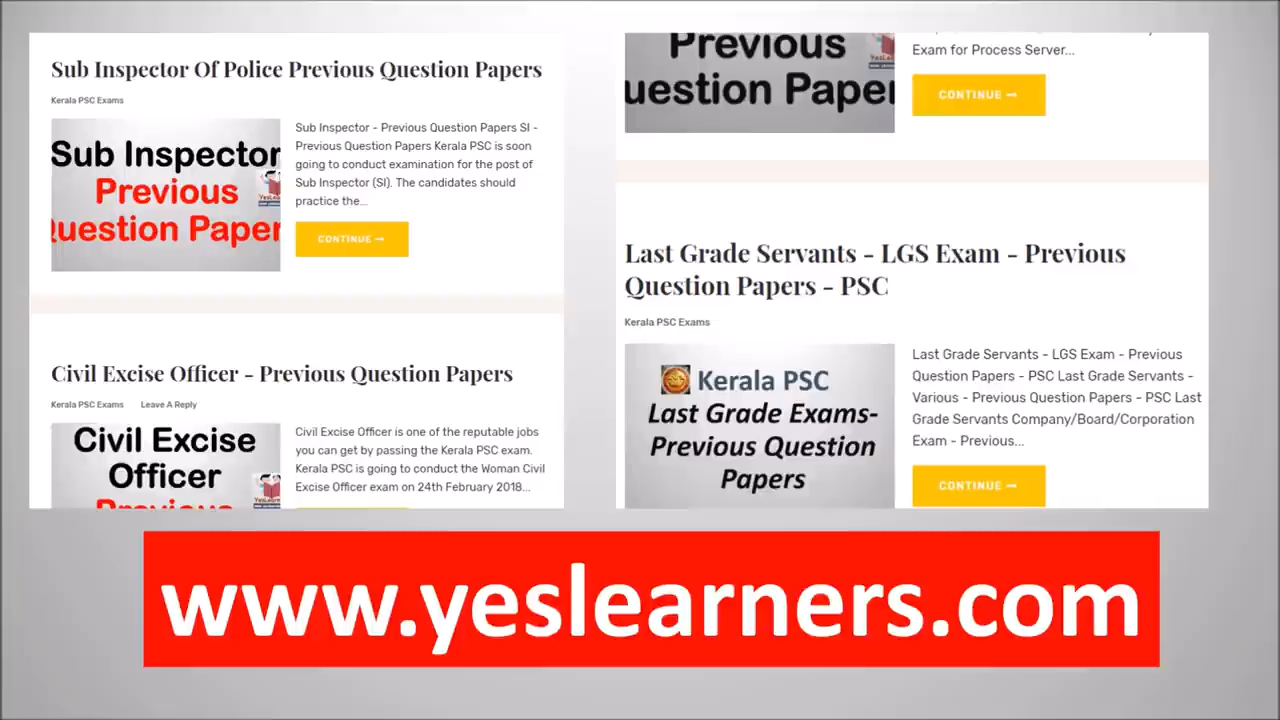 Sub Inspector Of Police Previous Question Papers
Kerala PSC Exams
Sub Inspector
Previous
Question Paper
Sub Inspector - Previous Question Papers SI -
Previous Question Papers Kerala PSC is soon
going to conduct examination for the post of
Sub Inspector (SI). The candidates should
practice the...
CONTINUE →
Civil Excise Officer - Previous Question Papers
Kerala PSC Exams Leave A Reply
Civil Excise
Officer
Previous
Civil Excise Officer is one of the reputable jobs
you can get by passing the Kerala PSC exam.
Kerala PSC is going to conduct the Woman Civil
Excise Officer exam on 24th February 2018...
Previous
uestion Paper
Exam for Process Server...
CONTINUE →
Last Grade Servants - LGS Exam - Previous
Question Papers - PSC
Kerala PSC Exams
Kerala PSC
Last Grade Exams-
Previous Question
Papers
Last Grade Servants - LGS Exam - Previous
Question Papers - PSC Last Grade Servants -
Various - Previous Question Papers - PSC Last
Grade Servants Company/Board/Corporation
Exam - Previous...
CONTINUE →
www.yeslearners.com